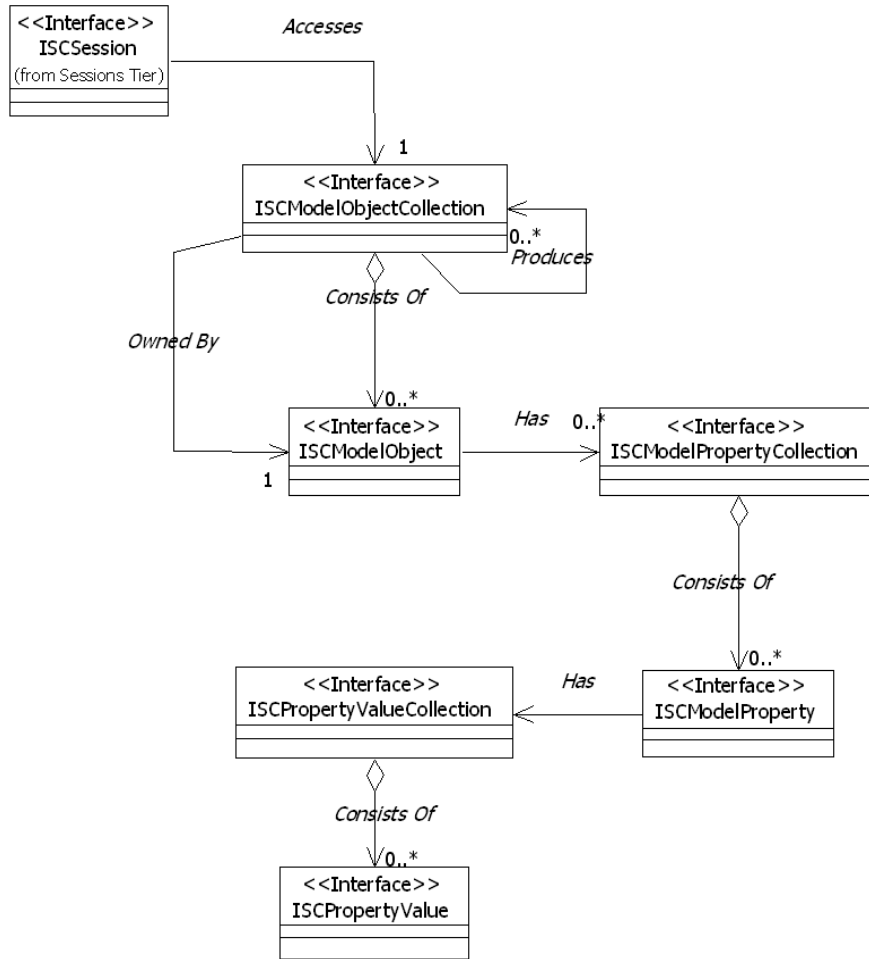 <<Interface>>
ISCSession
(from Sessions Tier)
Accesses
1
<<Interface>>
ISCModelObjectCollection
0..*
Produces
Consists Of
Owned By
0..*
<<Interface>>
ISCModelObject
1
Has
0..*
<<Interface>>
ISCModelPropertyCollection
Consists Of
0..*
<<Interface>>
ISCModelProperty
Has
<<Interface>>
ISCPropertyValueCollection
Consists Of
0..*
<<Interface>>
ISCPropertyValue